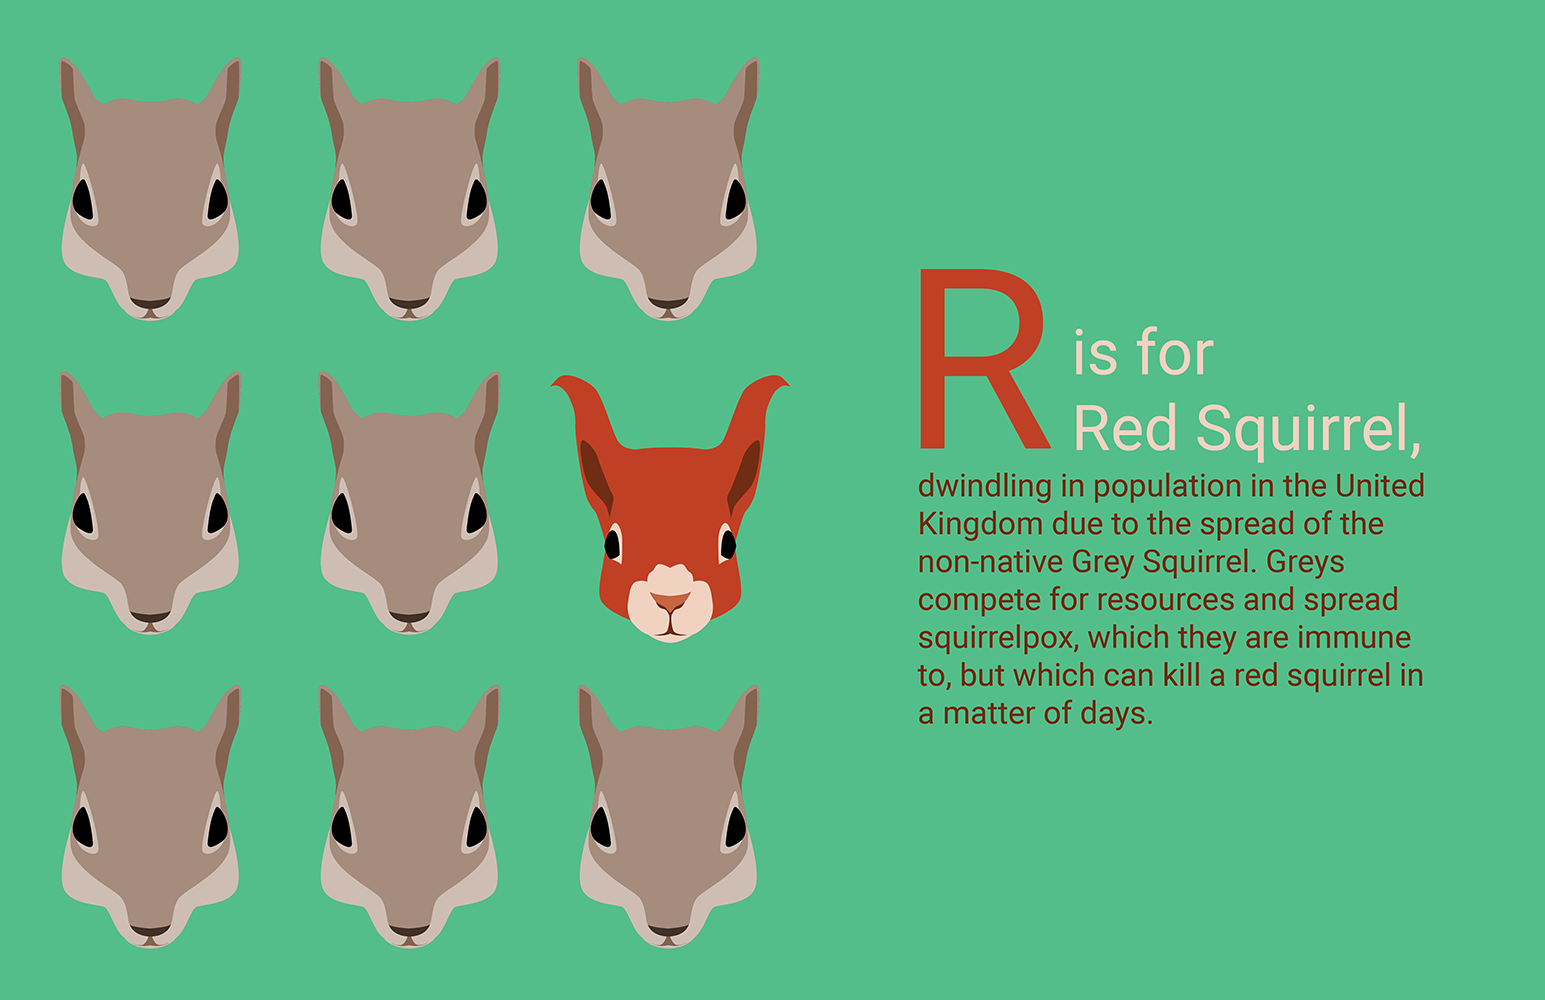 R is for
Red Squirrel,
dwindling in population in the United
Kingdom due to the spread of the
non-native Grey Squirrel. Greys
compete for resources and spread
squirrelpox, which they are immune
to, but which can kill a red squirrel in
a matter of days.